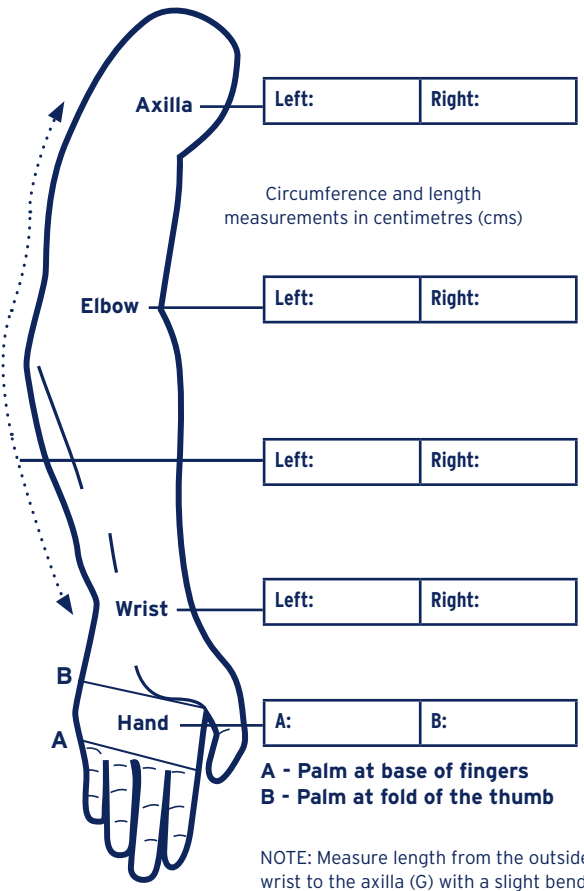 Axilla
Left: Right:
Circumference and length
measurements in centimetres (cms)
Elbow
Left: Right:
Left: Right:
Wrist
Left: Right:
B
Hand
A: B:
A
A - Palm at base of fingers
B - Palm at fold of the thumb
NOTE: Measure length from the outside
wrist to the axilla (G) with a slight bend